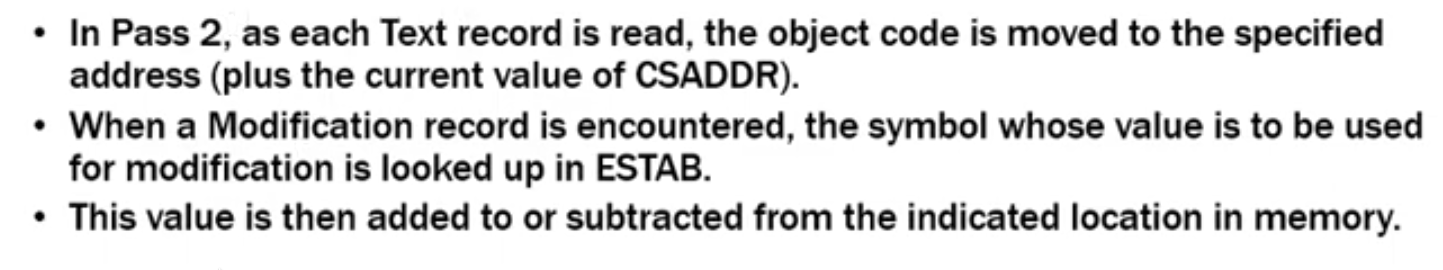 • In Pass 2, as each Text record is read, the object code is moved to the specified
address (plus the current value of CSADDR).
• When a Modification record is encountered, the symbol whose value is to be used
for modification is looked up in ESTAB.
• This value is then added to or subtracted from the indicated location in memory.